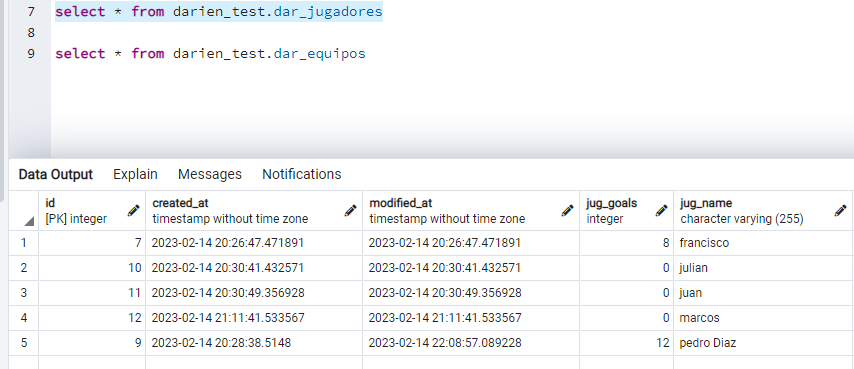 7 select * from darien_test.dar_jugadores
8
9 select * from darien_test.dar_equipos
Data Output Explain Messages Notifications
id created_at modified_at jug_goals jug_name
[PK] integer timestamp without time zone timestamp without time zone integer character varying (255)
1 7 2023-02-14 20:26:47.471891 2023-02-14 20:26:47.471891 8 francisco
2 10 2023-02-14 20:30:41.432571 2023-02-14 20:30:41.432571 0 julian
3 11 2023-02-14 20:30:49.356928 2023-02-14 20:30:49.356928 0 juan
4 12 2023-02-14 21:11:41.533567 2023-02-14 21:11:41.533567 0 marcos
5 9 2023-02-14 20:28:38.5148 2023-02-14 22:08:57.089228 12 pedro Diaz